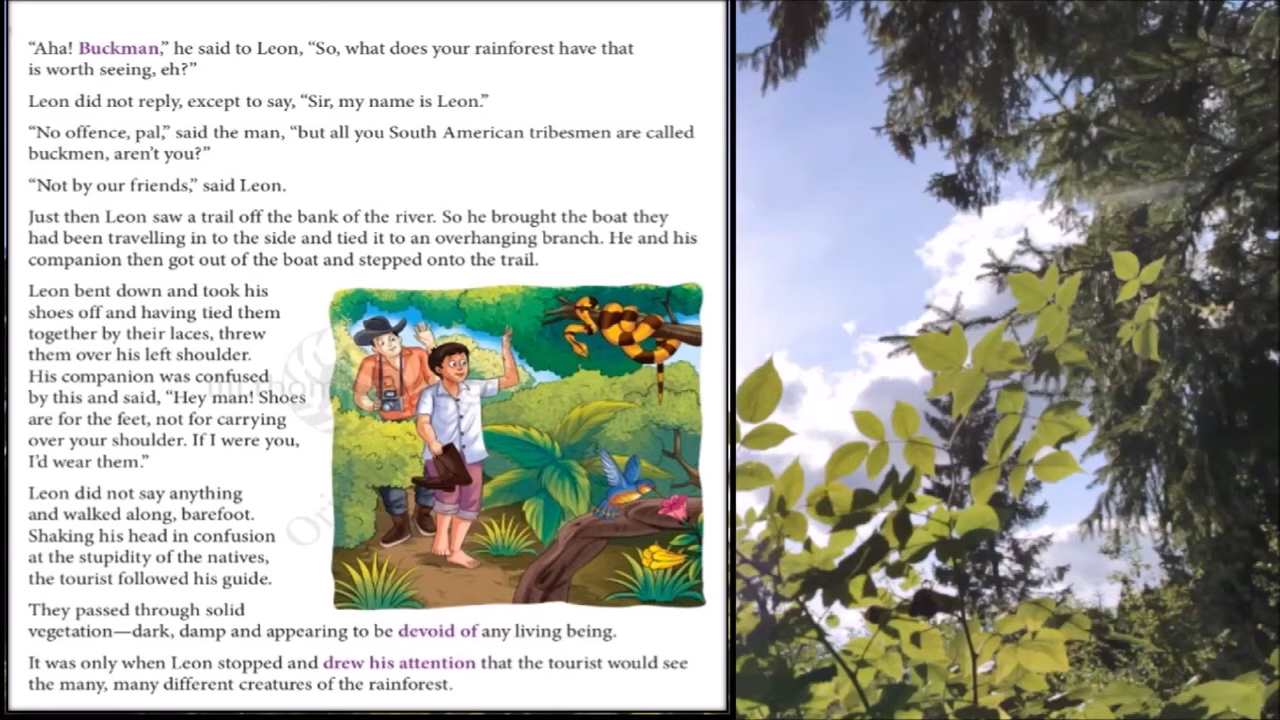 “Aha! Buckman,” he said to Leon, “So, what does your rainforest have that
is worth seeing, eh?”
Leon did not reply, except to say, “Sir, my name is Leon.”
“No offence, pal,” said the man, “but all you South American tribesmen are called
buckmen, aren’t you?”
“Not by our friends,” said Leon.
Just then Leon saw a trail off the bank of the river. So he brought the boat they
had been travelling in to the side and tied it to an overhanging branch. He and his
companion then got out of the boat and stepped onto the trail.
Leon bent down and took his
shoes off and having tied them
together by their laces, threw
them over his left shoulder.
His companion was confused
by this and said, “Hey man! Shoes
are for the feet, not for carrying
over your shoulder. If I were you,
I’d wear them.”
Leon did not say anything
and walked along, barefoot.
Shaking his head in confusion
at the stupidity of the natives,
the tourist followed his guide.
They passed through solid
vegetation—dark, damp and appearing to be devoid of any living being.
It was only when Leon stopped and drew his attention that the tourist would see
the many, many different creatures of the rainforest.